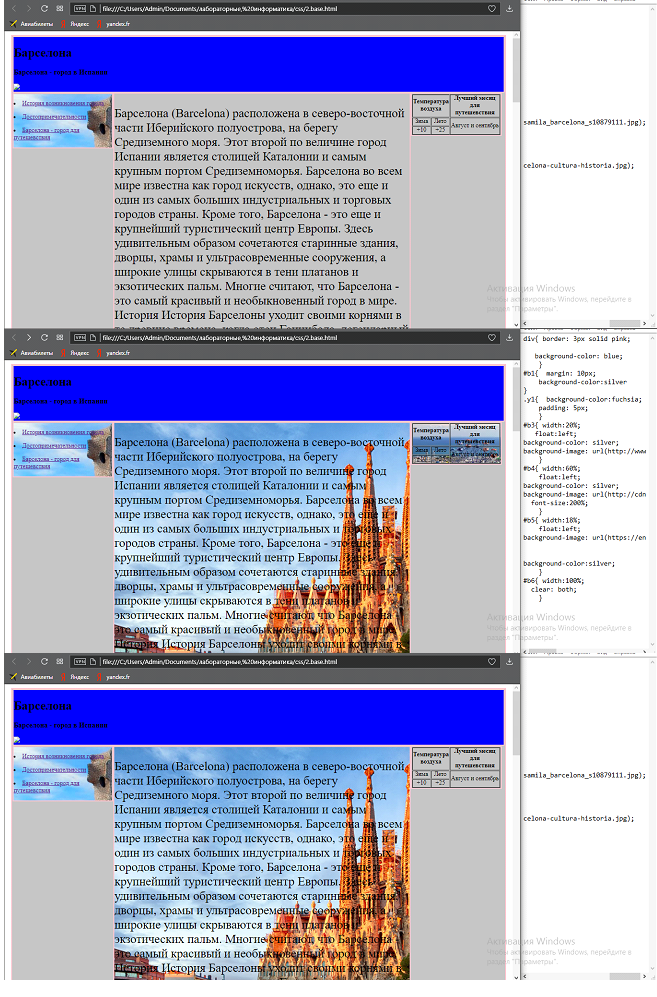 VPN file:///C:/Users/Admin/Documents/лабораторные,%20информатика/css/2.base.html
Авиабилеты Яндекс yandex.fr
Барселона
История возникновения города
Достопримечательности
Барселона - город для
путешествий
Барселона (Barcelona) расположена в северо-восточной
части Иберийского полуострова, на берегу
Средиземного моря. Этот второй по величине город
Испании является столицей Каталонии и самым
крупным портом Средиземноморья. Барселона во всем
мире известна как город искусств, однако, это еще и
один из самых больших индустриальных и торговых
городов страны. Кроме того, Барселона - это еще и
крупнейший туристический центр Европы. Здесь
удивительным образом сочетаются старинные здания,
дворцы, храмы и ультрасовременные сооружения, а
широкие улицы скрываются в тени платанов и
экзотических пальм. Многие считают, что Барселона -
это самый красивый и необыкновенный город в мире.
История История Барселоны уходит своими корнями в
Температура
воздуха
Лучший месяц
для
путешествия
Зима Лето
Август и сентябрь
+10 +25
samila_barcelona_s10879111.jpg);
celona-cultura-historia.jpg);
Активация Windows
Чтобы активировать Windows, перейдите в
раздел "Параметры".
VPN file:///C:/Users/Admin/Documents/лабораторные,%20информатика/css/2.base.html
Авиабилеты Яндекс yandex.fr
Барселона
История возникновения города
Достопримечательности
Барселона - город для
путешествий
Барселона (Barcelona) расположена в северо-восточной
части Иберийского полуострова, на берегу
Средиземного моря. Этот второй по величине город
Испании является столицей Каталонии и самым
крупным портом Средиземноморья. Барселона во всем
мире известна как город искусств, однако, это еще и
один из самых больших индустриальных и торговых
городов страны. Кроме того, Барселона - это еще и
крупнейший туристический центр Европы. Здесь
удивительным образом сочетаются старинные здания,
дворцы, храмы и ультрасовременные сооружения, а
широкие улицы скрываются в тени платанов и
экзотических пальм. Многие считают, что Барселона -
это самый красивый и необыкновенный город в мире.
История История Барселоны уходит своими корнями в
Температура
воздуха
Лучший месяц
для
путешествия
Зима Лето
div{ border: 3px solid pink;
background-color: blue;
}
#b1{ margin: 10px;
background-color:silver
}
.y1{ background-color:fuchsia;
padding: 5px;
}
#b3{ width:20%;
float:left;
background-color: silver;
background-image: url(http://www
}
#b4{ width:60%;
float:left;
background-color: silver;
background-image: url(http://cdn
font-size:200%;
}
#b5{ width:18%;
float:left;
background-image: url(https://en
background-color:silver;
}
#b6{ width:100%;
clear: both;
}
Активация Windows
Чтобы активировать Windows, перейдите в
раздел "Параметры".
VPN file:///C:/Users/Admin/Documents/лабораторные,%20информатика/css/2.base.html
Авиабилеты Яндекс yandex.fr
Барселона
История возникновения города
Достопримечательности
Барселона - город для
путешествий
Барселона (Barcelona) расположена в северо-восточной
части Иберийского полуострова, на берегу
Средиземного моря. Этот второй по величине город
Испании является столицей Каталонии и самым
крупным портом Средиземноморья. Барселона во всем
мире известна как город искусств, однако, это еще и
один из самых больших индустриальных и торговых
городов страны. Кроме того, Барселона - это еще и
крупнейший туристический центр Европы. Здесь
удивительным образом сочетаются старинные здания,
дворцы, храмы и ультрасовременные сооружения, а
широкие улицы скрываются в тени платанов и
экзотических пальм. Многие считают, что Барселона -
это самый красивый и необыкновенный город в мире.
История История Барселоны уходит своими корнями в
Температура
воздуха
Лучший месяц
для
путешествия
Зима Лето
Август и сентябрь
+10 +25
samila_barcelona_s10879111.jpg);
celona-cultura-historia.jpg);
Активация Windows
Чтобы активировать Windows, перейдите в
раздел "Параметры".